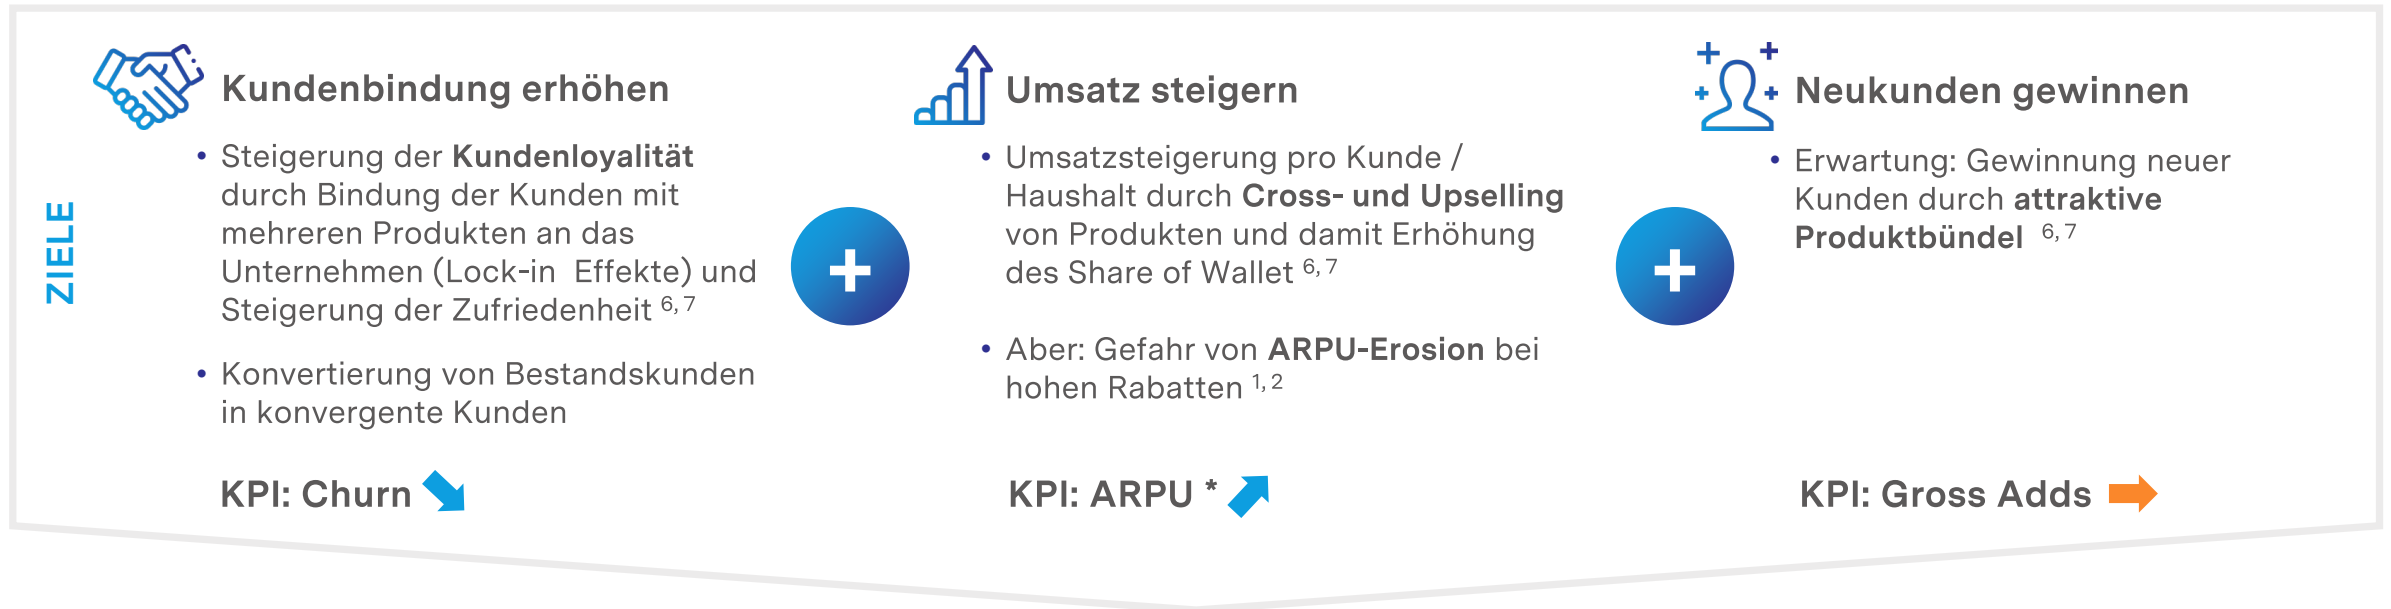 ZIELE
Kundenbindung erhöhen
• Steigerung der Kundenloyalität
durch Bindung der Kunden mit
mehreren Produkten an das
Unternehmen (Lock-in Effekte) und
Steigerung der Zufriedenheit 6, 7
• Konvertierung von Bestandskunden
in konvergente Kunden
KPI: Churn
+
Umsatz steigern
• Umsatzsteigerung pro Kunde /
Haushalt durch Cross- und Upselling
von Produkten und damit Erhöhung
des Share of Wallet 6, 7
• Aber: Gefahr von ARPU-Erosion bei
hohen Rabatten 1, 2
KPI: ARPU *
+
Neukunden gewinnen
• Erwartung: Gewinnung neuer
Kunden durch attraktive
Produktbündel 6, 7
KPI: Gross Adds